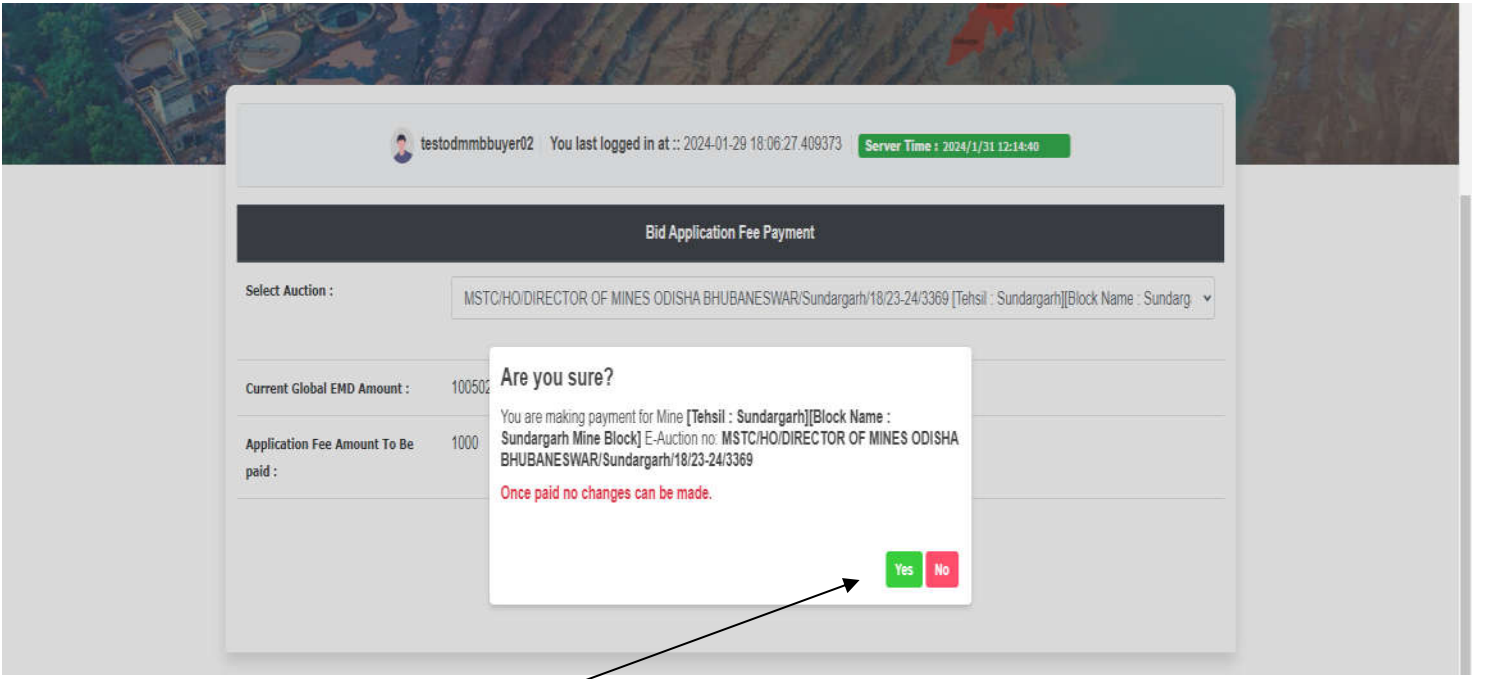 testodmmbbuyer02 You last logged in at :: 2024-01-29 18:06:27.409373 Server Time : 2024/1/31 12:14:40
Bid Application Fee Payment
Select Auction :
MSTC/HO/DIRECTOR OF MINES ODISHA BHUBANESWAR/Sundargarh/18/23-24/3369 [Tehsil : Sundargarh][Block Name : Sundarg
Current Global EMD Amount :
100502
Application Fee Amount To Be
paid :
1000
Are you sure?
You are making payment for Mine [Tehsil : Sundargarh][Block Name :
Sundargarh Mine Block] E-Auction no: MSTC/HO/DIRECTOR OF MINES ODISHA
BHUBANESWAR/Sundargarh/18/23-24/3369
Once paid no changes can be made.
Yes No